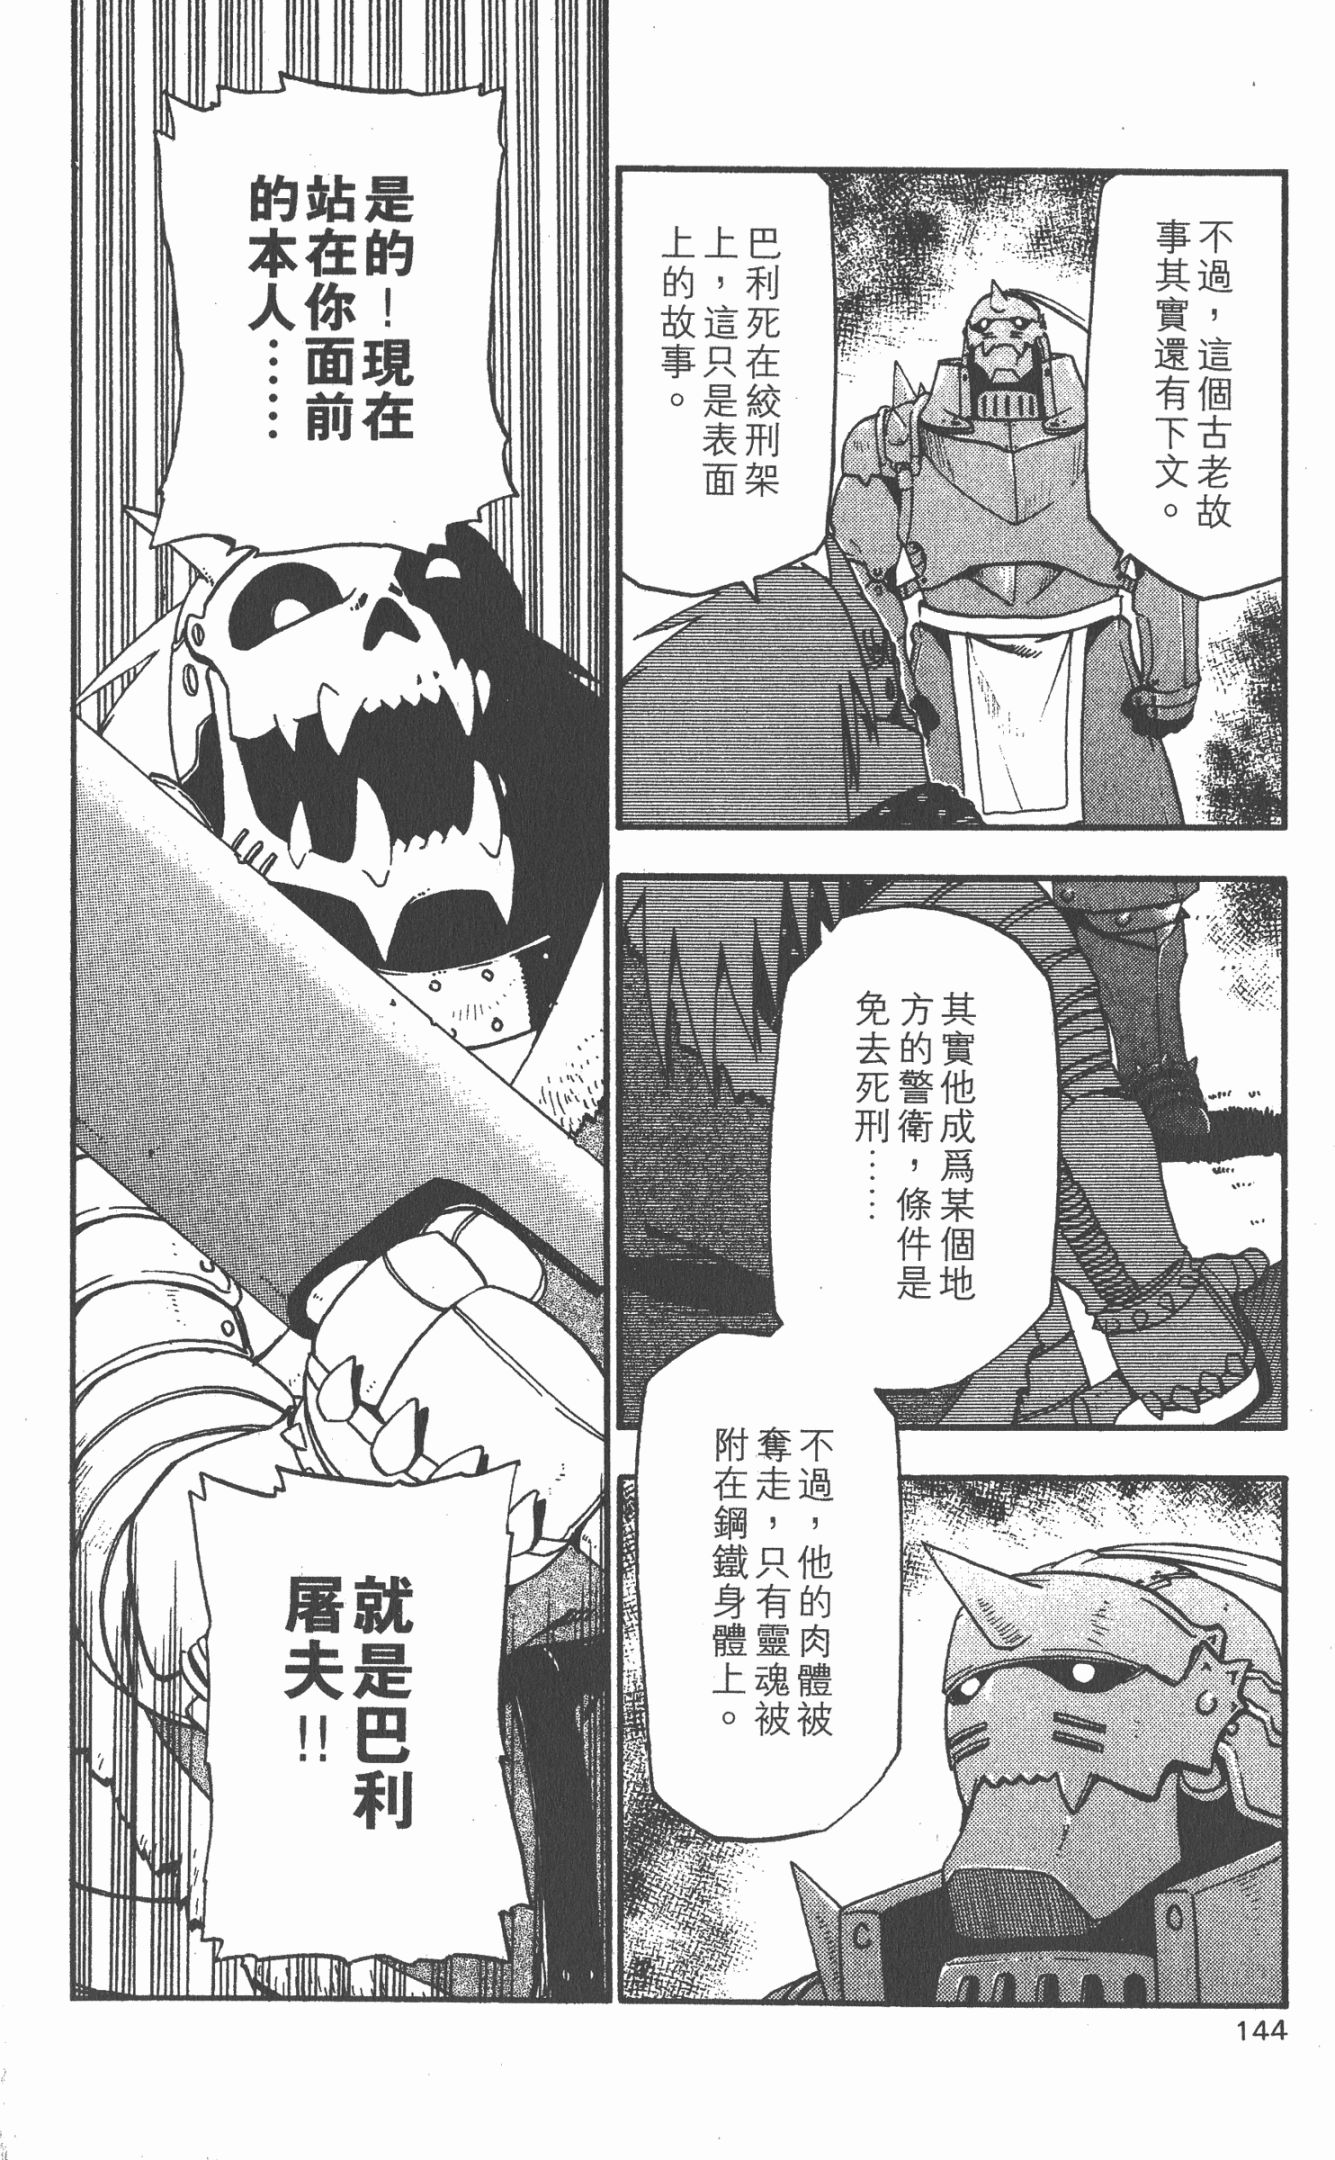 不過，這個古老故
事其實還有下文。
巴利死在絞刑架
上，這只是表面
上的故事。
其實他成爲某個地
方的警衛，條件是
免去死刑……
不過，他的肉體被
奪走，只有靈魂被
附在鋼鐵身體上。
C
O
是的！現在
站在你面前
的本人……
就是巴利
屠夫!!
144